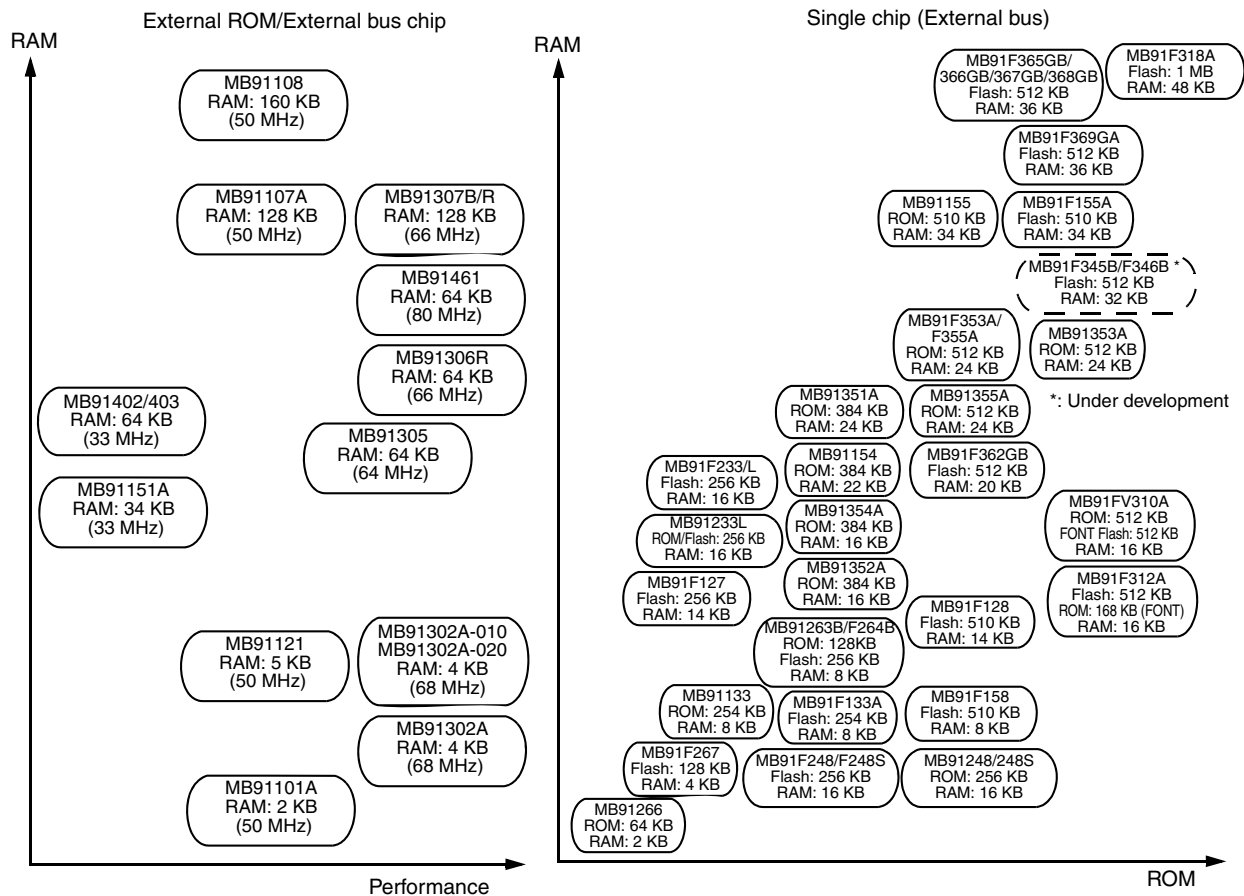 External ROM/External bus chip
RAM
MB91108
RAM: 160 KB
(50 MHz)
MB91107A
RAM: 128 KB
(50 MHz)
MB91307B/R
RAM: 128 KB
(66 MHz)
MB91461
RAM: 64 KB
(80 MHz)
MB91306R
RAM: 64 KB
(66 MHz)
MB91402/403
RAM: 64 KB
(33 MHz)
MB91305
RAM: 64 KB
(64 MHz)
MB91151A
RAM: 34 KB
(33 MHz)
MB91121
RAM: 5 KB
(50 MHz)
MB91302A-010
MB91302A-020
RAM: 4 KB
(68 MHz)
MB91302A
RAM: 4 KB
(68 MHz)
MB91101A
RAM: 2 KB
(50 MHz)
Performance
Single chip (External bus)
RAM
MB91F365GB/
366GB/367GB/368GB
Flash: 512 KB
RAM: 36 KB
MB91F318A
Flash: 1 MB
RAM: 48 KB
MB91F369GA
Flash: 512 KB
RAM: 36 KB
MB91155
ROM: 510 KB
RAM: 34 KB
MB91F155A
Flash: 510 KB
RAM: 34 KB
MB91F345B/F346B *
Flash: 512 KB
RAM: 32 KB
MB91F353A/
F355A
ROM: 512 KB
RAM: 24 KB
MB91353A
ROM: 512 KB
RAM: 24 KB
*: Under development
MB91351A
ROM: 384 KB
RAM: 24 KB
MB91355A
ROM: 512 KB
RAM: 24 KB
MB91F233/L
Flash: 256 KB
RAM: 16 KB
MB91154
ROM: 384 KB
RAM: 22 KB
MB91F362GB
Flash: 512 KB
RAM: 20 KB
MB91233L
ROM/Flash: 256 KB
RAM: 16 KB
MB91354A
ROM: 384 KB
RAM: 16 KB
MB91FV310A
ROM: 512 KB
FONT Flash: 512 KB
RAM: 16 KB
MB91F127
Flash: 256 KB
RAM: 14 KB
MB91352A
ROM: 384 KB
RAM: 16 KB
MB91F312A
Flash: 512 KB
ROM: 168 KB (FONT)
RAM: 16 KB
MB91F128
Flash: 510 KB
RAM: 14 KB
MB91263B/F264B
ROM: 128KB
Flash: 256 KB
RAM: 8 KB
MB91133
ROM: 254 KB
RAM: 8 KB
MB91F133A
Flash: 254 KB
RAM: 8 KB
MB91F158
Flash: 510 KB
RAM: 8 KB
MB91F267
Flash: 128 KB
RAM: 4 KB
MB91F248/F248S
Flash: 256 KB
RAM: 16 KB
MB91248/248S
ROM: 256 KB
RAM: 16 KB
MB91266
ROM: 64 KB
RAM: 2 KB
ROM